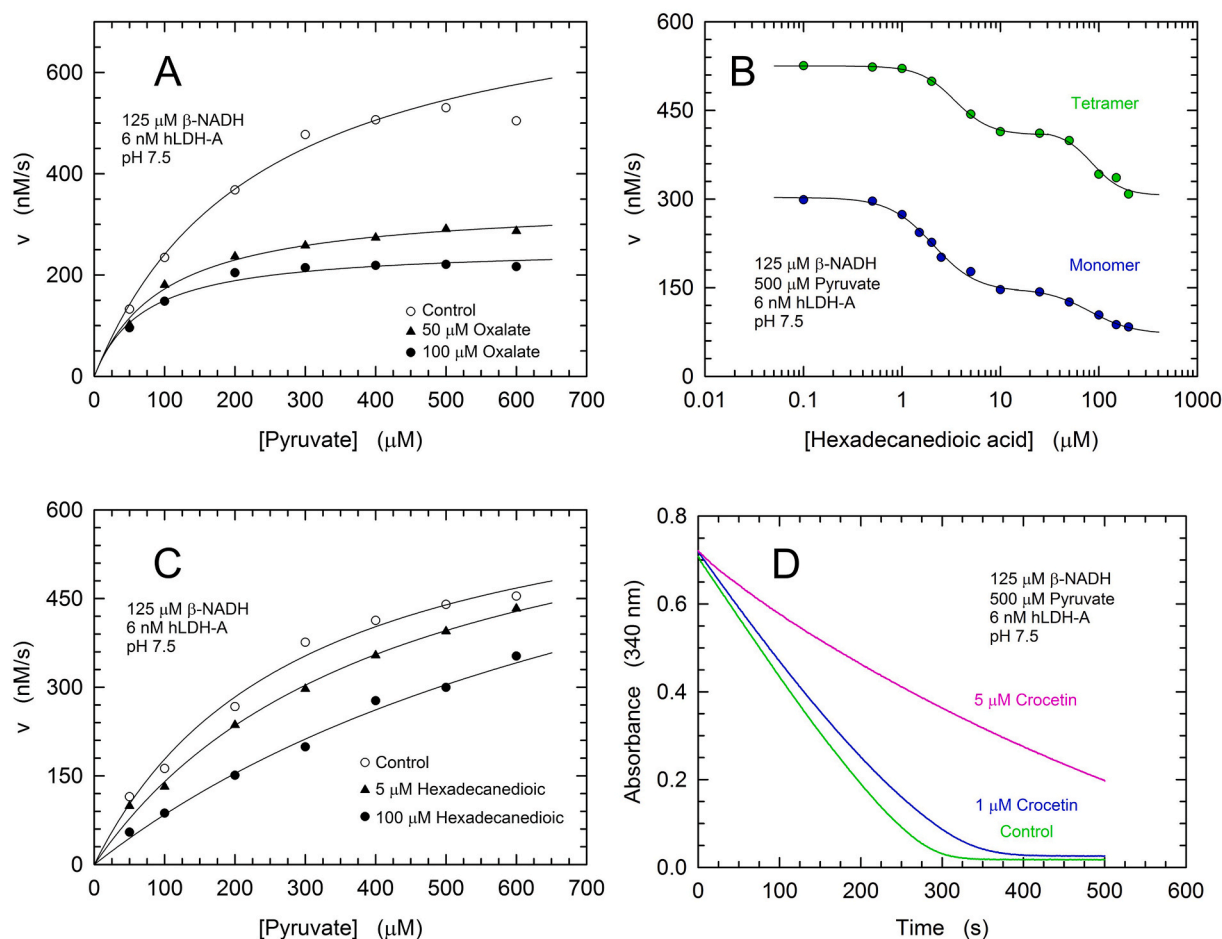 A
125 μM β-NADH
6 nM hLDH-A
pH 7.5
Control
50 μM Oxalate
100 μM Oxalate
v (nM/s)
600
400
200
0
0 100 200 300 400 500 600 700
[Pyruvate] (μM)
B
Tetramer
Monomer
125 μM β-NADH
500 μM Pyruvate
6 nM hLDH-A
pH 7.5
v (nM/s)
600
450
300
150
0
0.01 0.1 1 10 100 1000
[Hexadecanedioic acid] (μM)
C
125 μM β-NADH
6 nM hLDH-A
pH 7.5
Control
5 μM Hexadecanedioic
100 μM Hexadecanedioic
v (nM/s)
600
450
300
150
0
0 100 200 300 400 500 600 700
[Pyruvate] (μM)
D
125 μM β-NADH
500 μM Pyruvate
6 nM hLDH-A
pH 7.5
5 μM Crocetin
1 μM Crocetin
Control
Absorbance (340 nm)
0.8
0.6
0.4
0.2
0.0
0 100 200 300 400 500 600
Time (s)